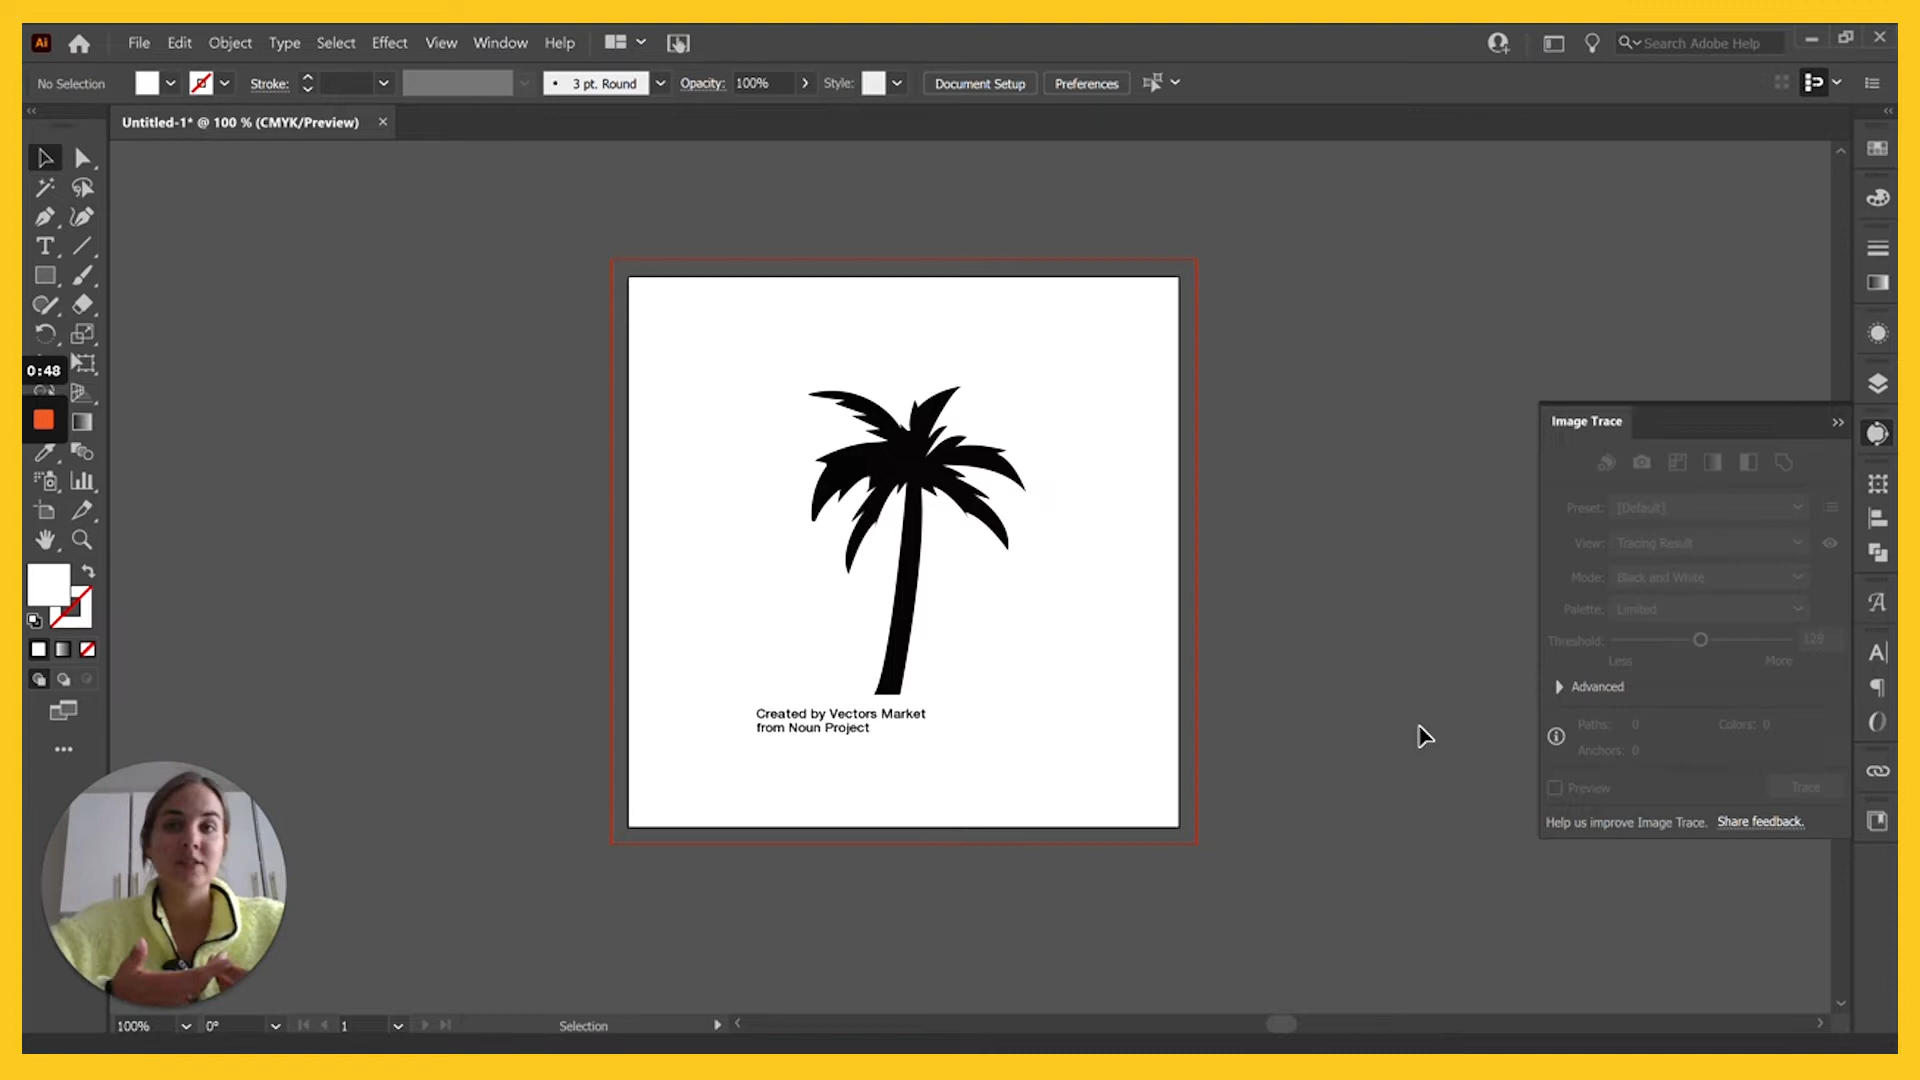 Ai File Edit Object Type Select Effect View Window Help Search Adobe Help
No Selection Stroke: 3 pt. Round Opacity: 100% Style: Document Setup Preferences
Untitled-1* @ 100 % (CMYK/Preview)
0:48
Created by Vectors Market
from Noun Project
Image Trace
Preset: [Default]
View: Tracing Result
Mode: Black and White
Palette: Limited
Threshold: 128
Less More
Advanced
Paths: 0 Colors: 0
Anchors: 0
Preview Trace
Help us improve Image Trace. Share feedback.
100% 0° 1 Selection